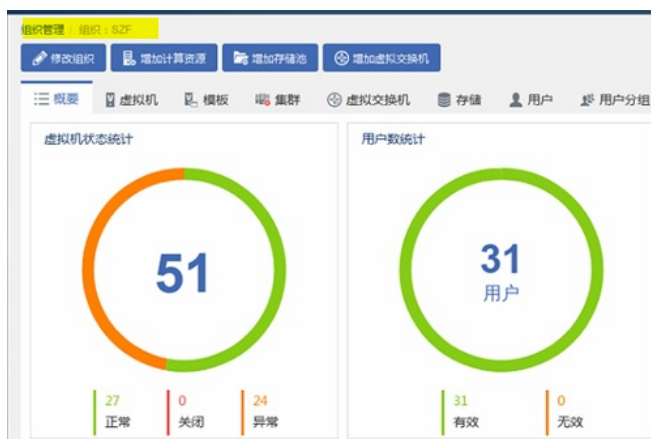 组织管理 / 组织：SZF
修改组织 增加计算资源 增加存储池 增加虚拟交换机
概要 虚拟机 模板 集群 虚拟交换机 存储 用户 用户分组
虚拟机状态统计 用户数统计
51
31
用户
27 0 24 31 0
正常 关闭 异常 有效 无效